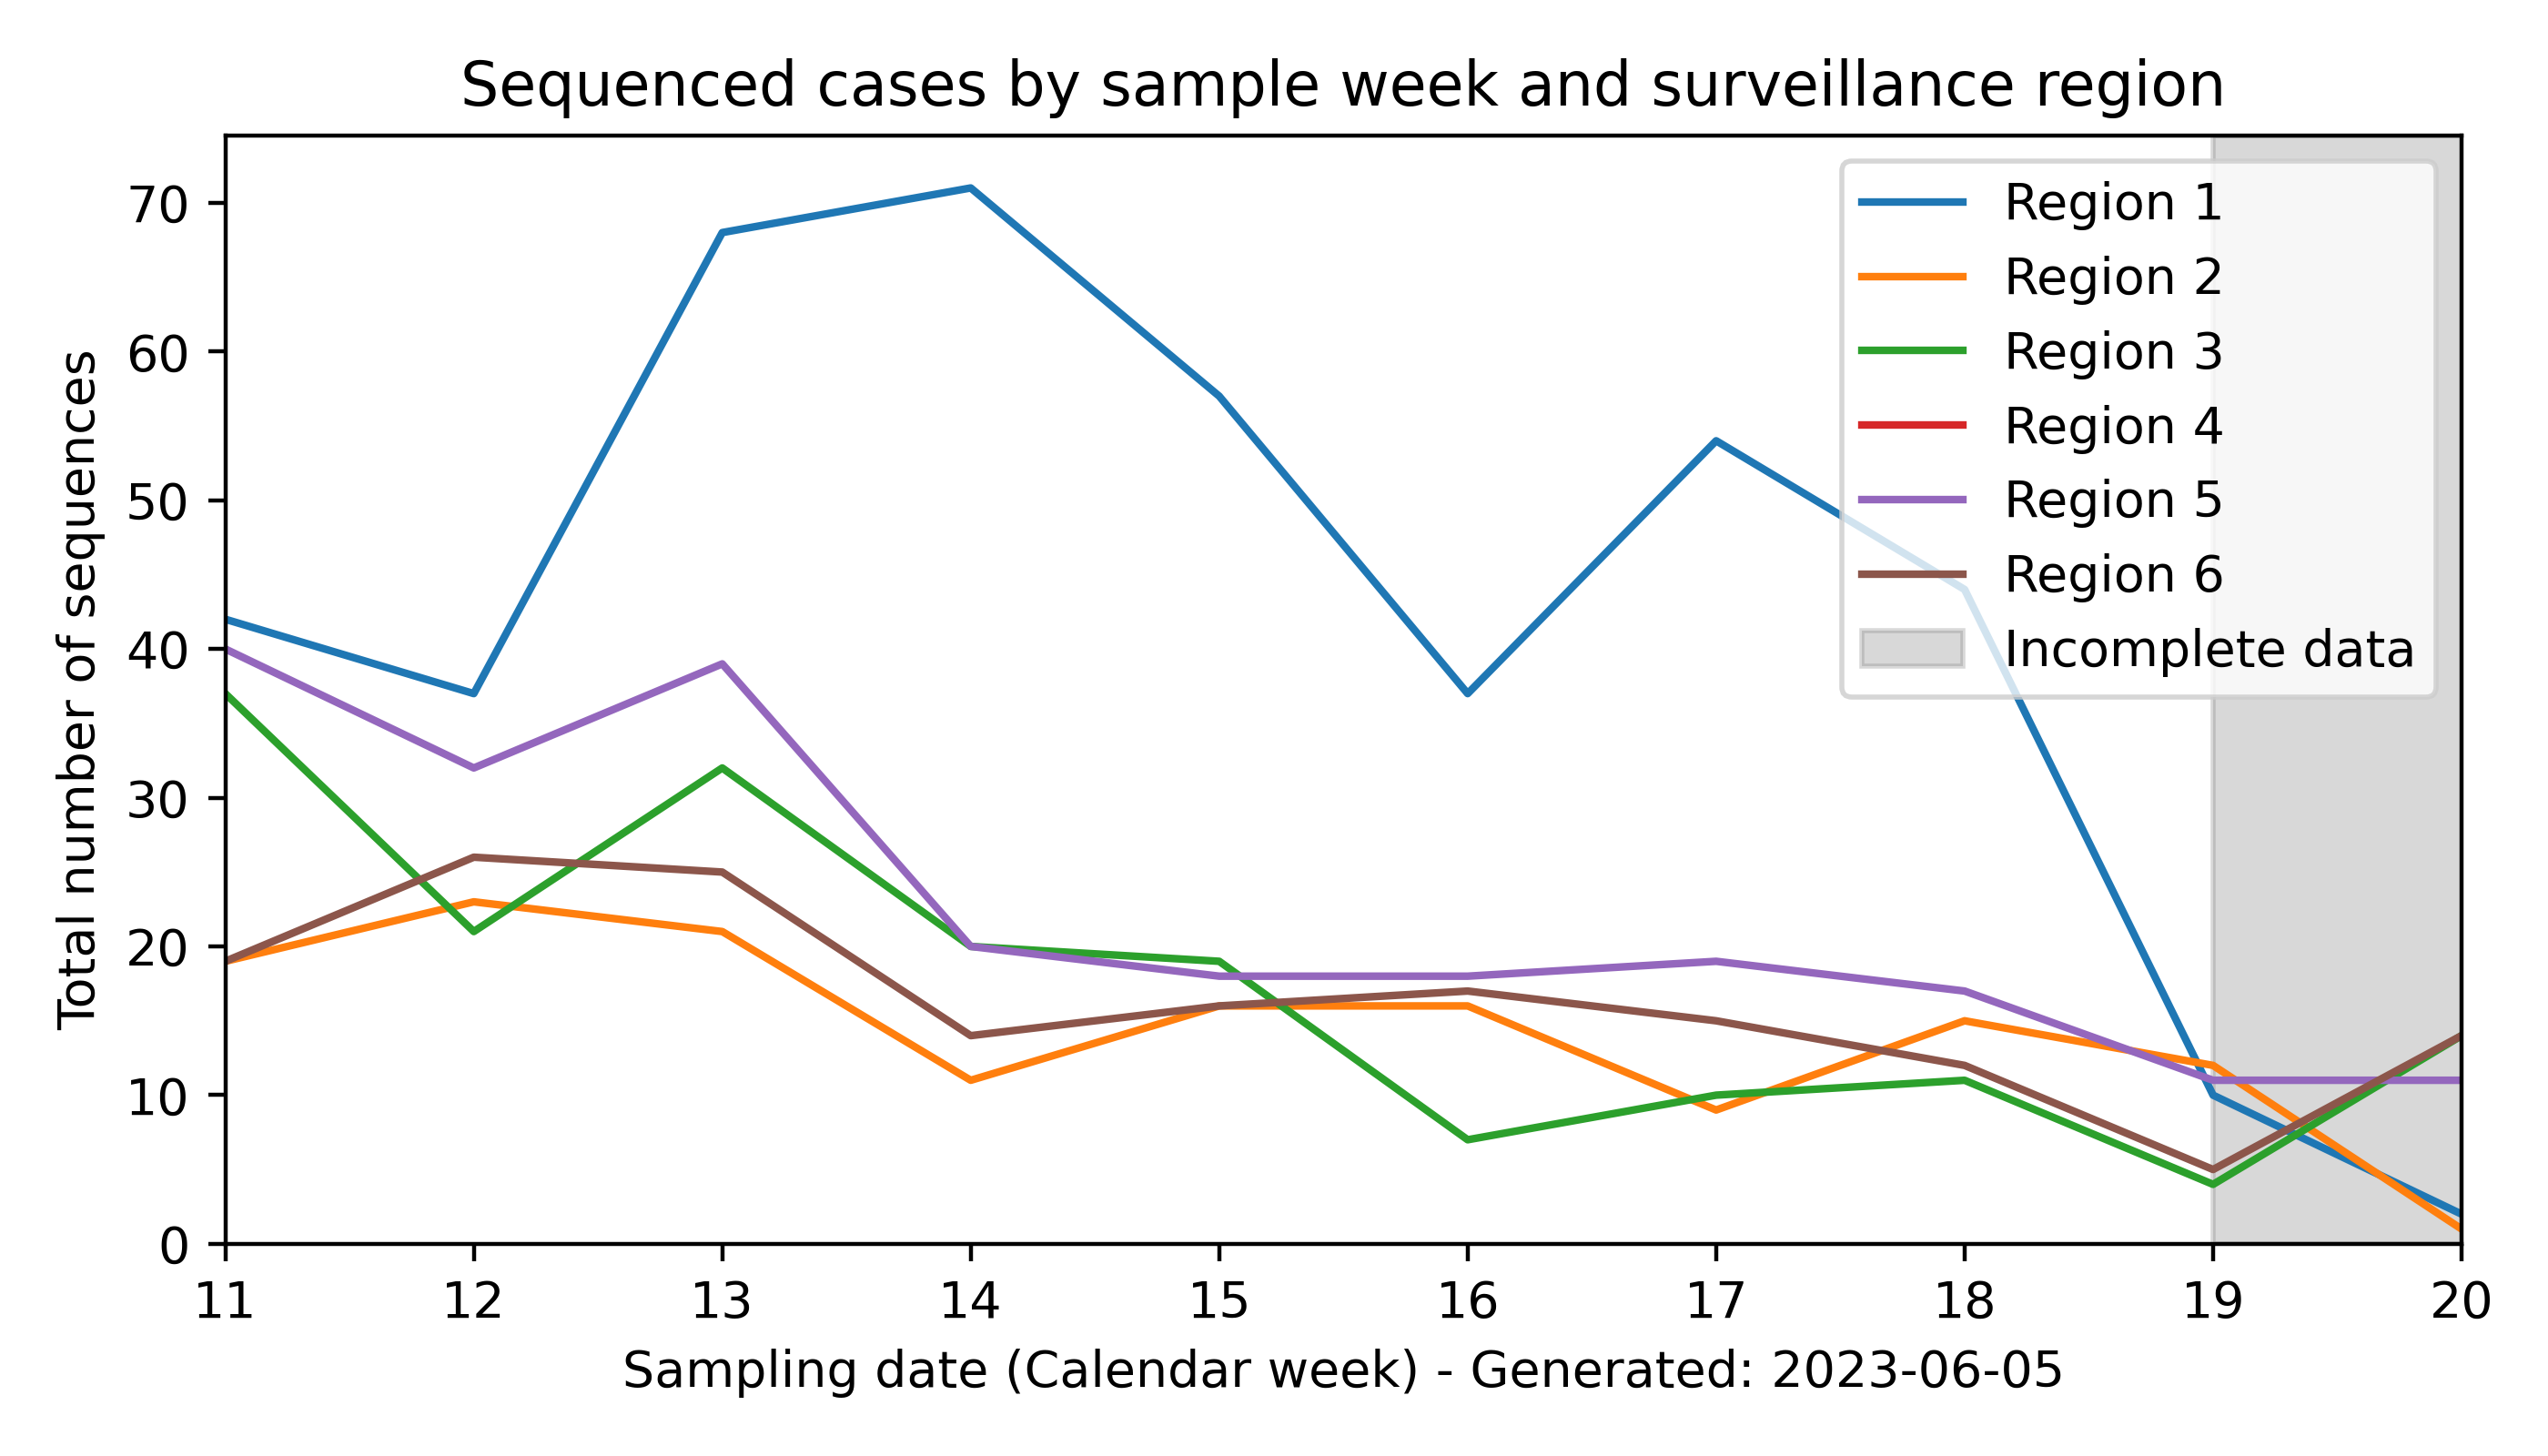 Sequenced cases by sample week and surveillance region
Total number of sequences
70
60
50
40
30
20
10
0
Region 1
Region 2
Region 3
Region 4
Region 5
Region 6
Incomplete data
11 12 13 14 15 16 17 18 19 20
Sampling date (Calendar week) - Generated: 2023-06-05